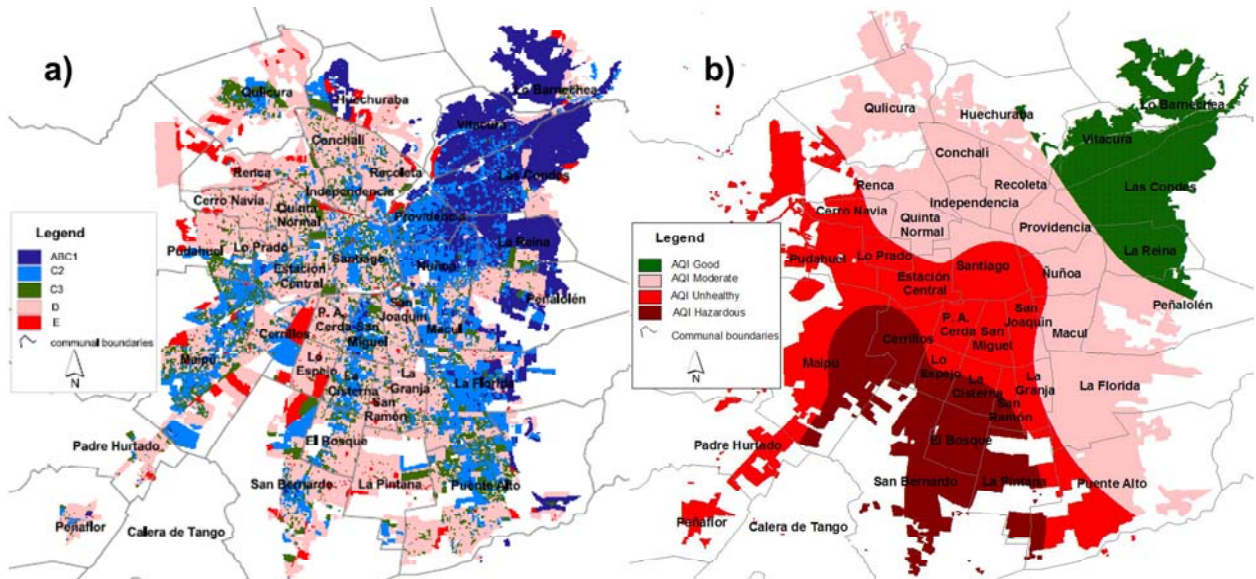 a)
Quilicura
Huechuraba
Lo Barnechea
Vitacura
Conchalí
Recoleta
Las Condes
Renca
Independencia
Cerro Navia
Quinta
Normal
Providencia
La Reina
Pudahuel
Lo Prado
Estación
Central
Santiago
Ñuñoa
Peñalolén
San
Joaquín
P. A.
Cerda
San
Miguel
Macul
Cerrillos
Maipú
Lo
Espejo
La
Cisterna
La
Granja
San
Ramón
La Florida
El Bosque
Padre Hurtado
San Bernardo
La Pintana
Puente Alto
Peñaflor
Calera de Tango
Legend
ABC1
C2
C3
D
E
communal boundaries
N
b)
Qulicura
Huechuraba
Lo Barnechea
Vitacura
Conchalí
Recoleta
Las Condes
Renca
Independencia
Cerro Navia
Quinta
Normal
Providencia
La Reina
Pudahuel
Lo Prado
Estación
Central
Santiago
Ñuñoa
Peñalolén
San
Joaquín
P. A.
Cerda
San
Miguel
Macul
Cerrillos
Maipú
Lo
Espejo
La
Cisterna
La
Granja
San
Ramón
La Florida
El Bosque
Padre Hurtado
San Bernardo
La Pintana
Puente Alto
Peñaflor
Calera de Tango
Legend
AQI Good
AQI Moderate
AQI Unhealthy
AQI Hazardous
Communal boundaries
N